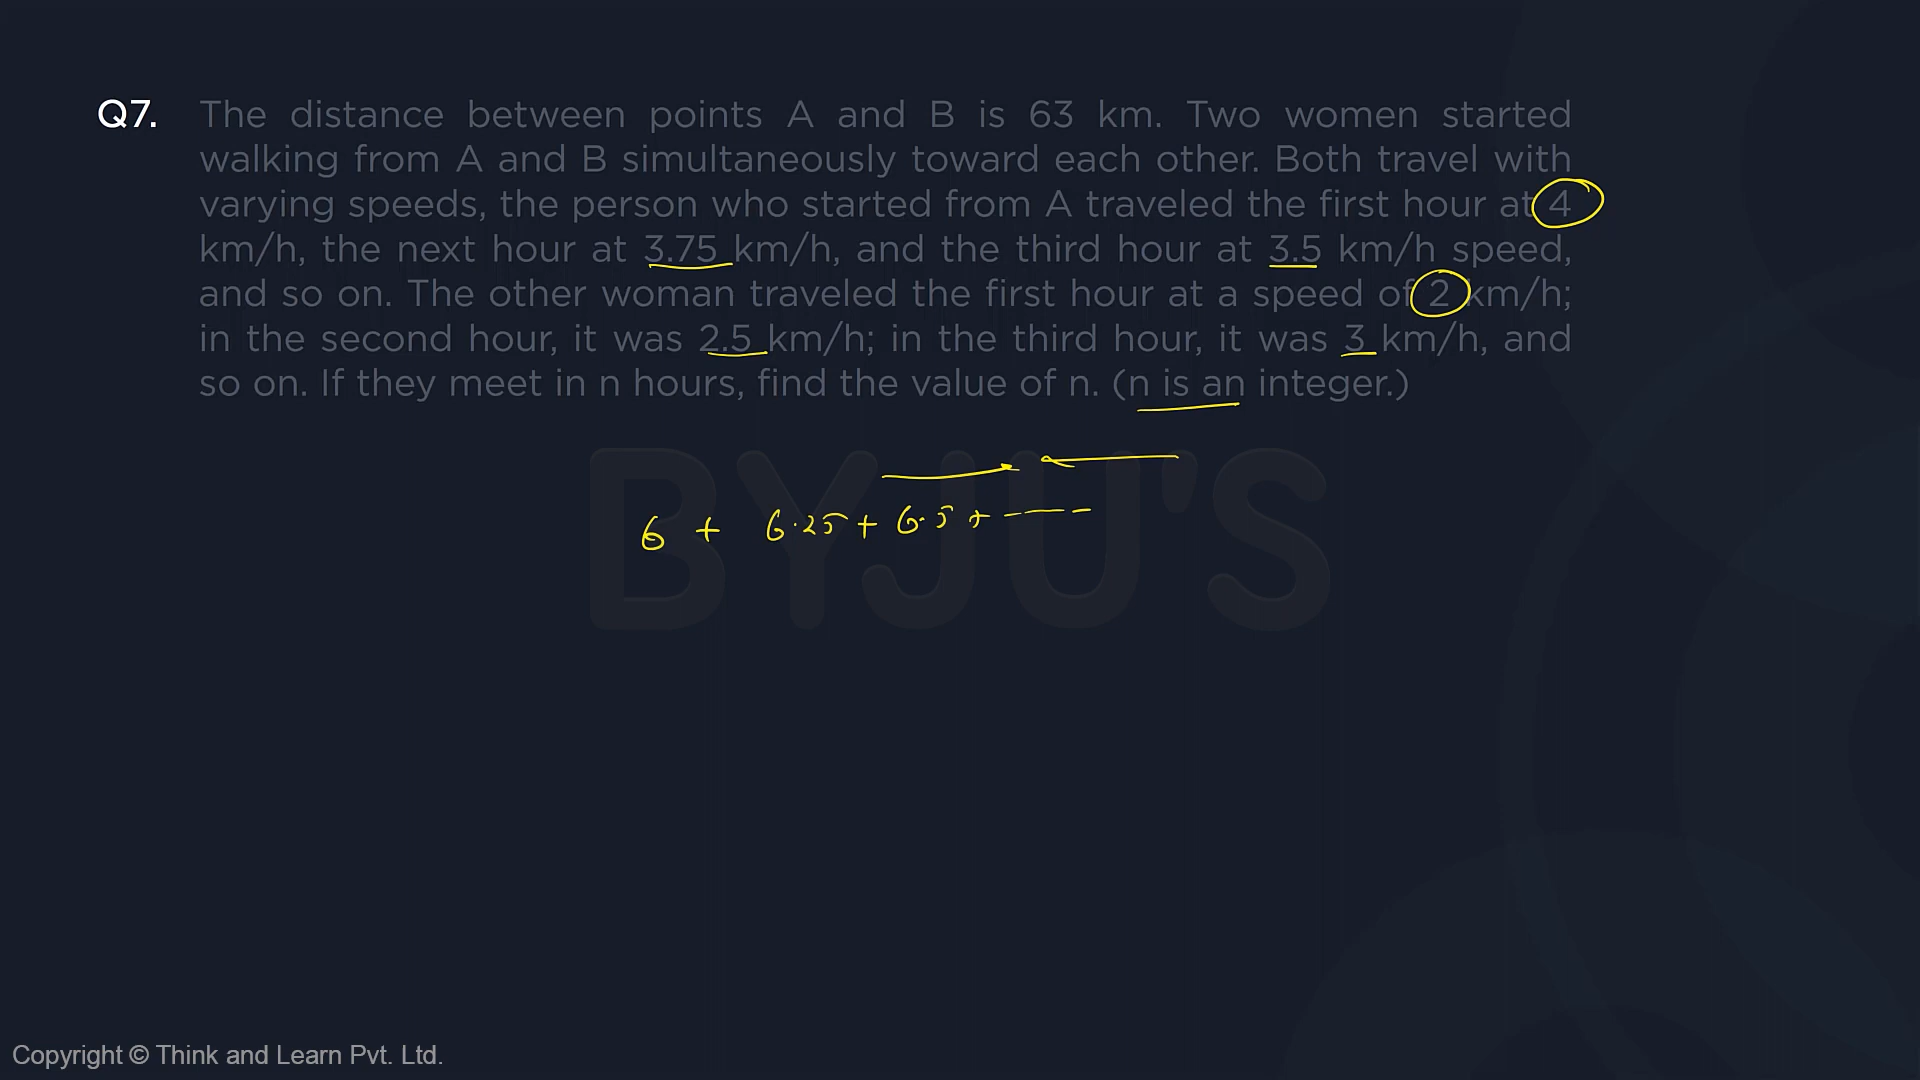 Q7. The distance between points A and B is 63 km. Two women started
walking from A and B simultaneously toward each other. Both travel with
varying speeds, the person who started from A traveled the first hour at 4
km/h, the next hour at 3.75 km/h, and the third hour at 3.5 km/h speed,
and so on. The other woman traveled the first hour at a speed of 2 km/h;
in the second hour, it was 2.5 km/h; in the third hour, it was 3 km/h, and
so on. If they meet in n hours, find the value of n. (n is an integer.)
6 + 6.25 + 6.5 + ----
BYJU'S
Copyright © Think and Learn Pvt. Ltd.